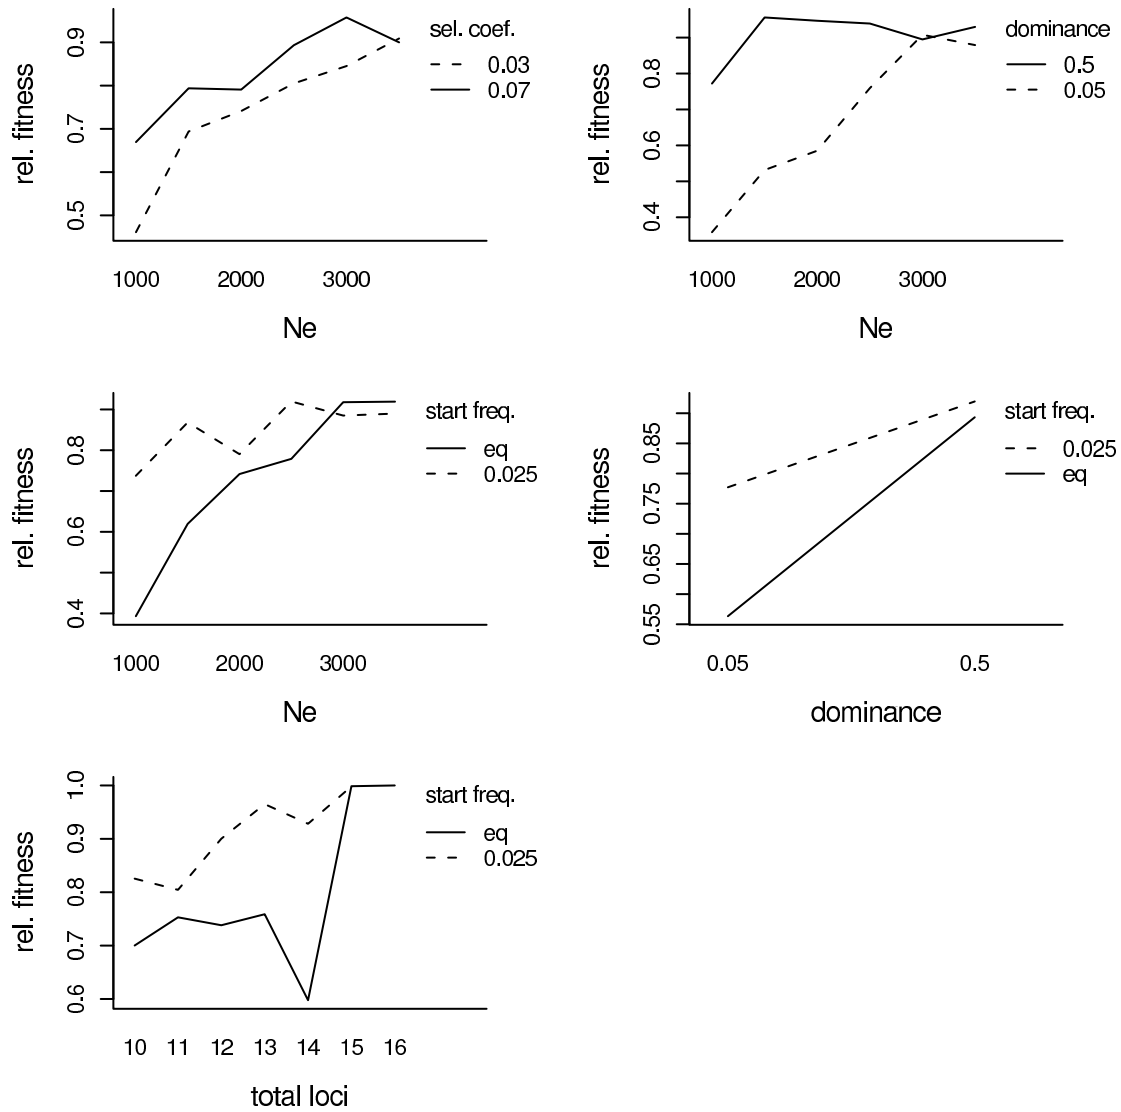 sel. coef.
0.03
0.07
0.9
0.7
0.5
rel. fitness
1000 2000 3000
Ne
dominance
0.5
0.05
0.8
0.6
0.4
rel. fitness
1000 2000 3000
Ne
start freq.
eq
0.025
0.8
0.6
0.4
rel. fitness
1000 2000 3000
Ne
start freq.
0.025
eq
0.85
0.75
0.65
0.55
rel. fitness
0.05 0.5
dominance
start freq.
eq
0.025
1.0
0.9
0.8
0.7
0.6
rel. fitness
10 11 12 13 14 15 16
total loci